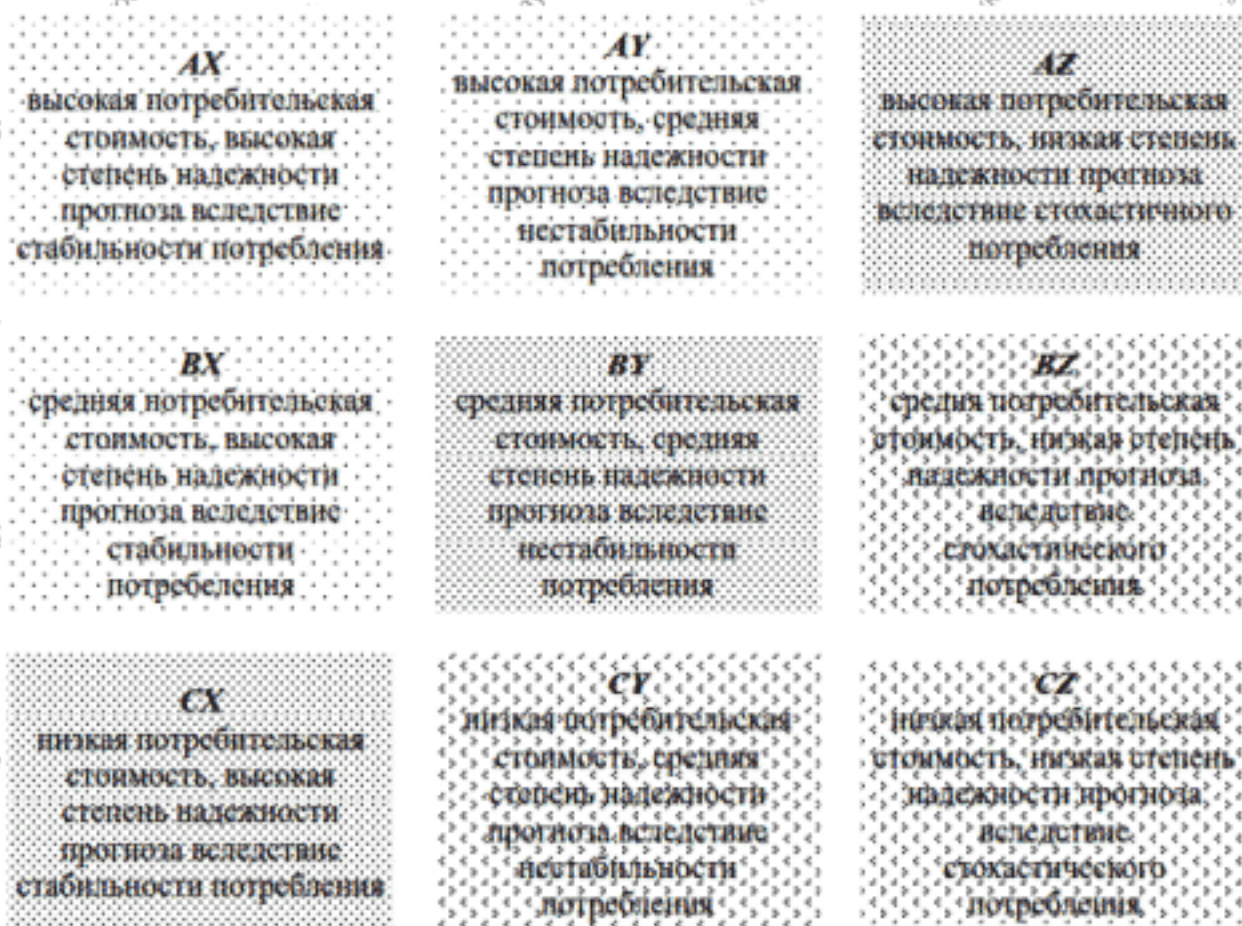 AX
высокая потребительская
стоимость, высокая
степень надежности
прогноза вследствие
стабильности потребления
AY
высокая потребительская
стоимость, средняя
степень надежности
прогноза вследствие
нестабильности
потребления
AZ
высокая потребительская
стоимость, низкая степень
надежности прогноза
вследствие стохастичного
потребления
BX
средняя потребительская
стоимость, высокая
степень надежности
прогноза вследствие
стабильности
потребеления
BY
средняя потребительская
стоимость, средняя
степень надежности
прогноза вследствие
нестабильности
потребления
BZ
средня потребительская
стоимость, низкая степень
надежности прогноза
вследствие
стохастического
потребления
CX
низкая потребительская
стоимость, высокая
степень надежности
прогноза вследствие
стабильности потребления
CY
низкая потребительская
стоимость, средняя
степень надежности
прогноза вследствие
нестабильности
потребления
CZ
низкая потребительская
стоимость, низкая степень
надежности прогноза
вследствие
стохастического
потребления